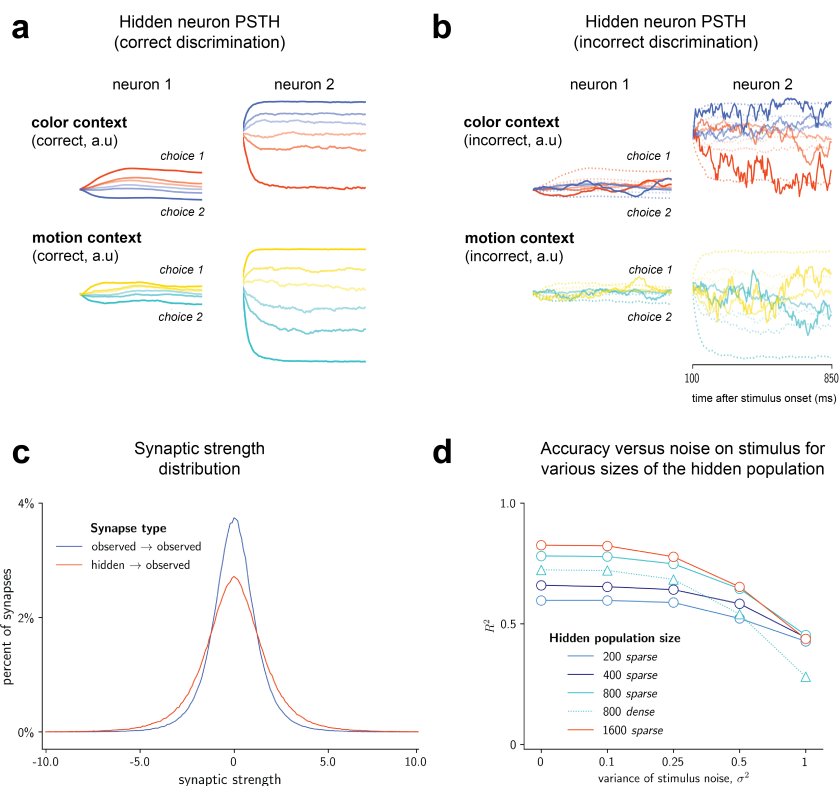 a
Hidden neuron PSTH
(correct discrimination)
neuron 1
neuron 2
color context
(correct, a.u)
choice 1
choice 2
motion context
(correct, a.u)
choice 1
choice 2
b
Hidden neuron PSTH
(incorrect discrimination)
neuron 1
neuron 2
color context
(incorrect, a.u)
choice 1
choice 2
motion context
(incorrect, a.u)
choice 1
choice 2
100
850
time after stimulus onset (ms)
c
Synaptic strength
distribution
4%
2%
0%
percent of synapses
Synapse type
observed → observed
hidden → observed
-10.0
-5.0
0
5.0
10.0
synaptic strength
d
Accuracy versus noise on stimulus for
various sizes of the hidden population
1.0
0.5
0
R²
Hidden population size
200 sparse
400 sparse
800 sparse
800 dense
1600 sparse
0
0.1
0.25
0.5
1
variance of stimulus noise, σ²